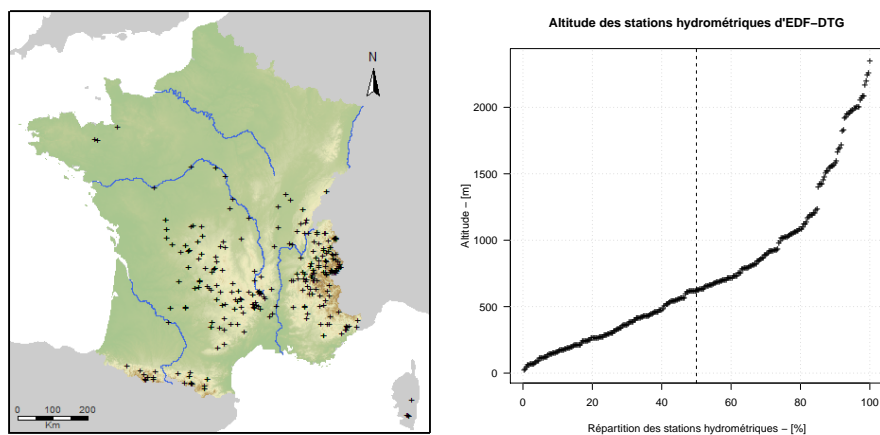 N
0 100 200
Km
Altitude des stations hydrométriques d'EDF−DTG
Altitude − [m]
2000
1500
1000
500
0
0 20 40 60 80 100
Répartition des stations hydrométriques − [%]